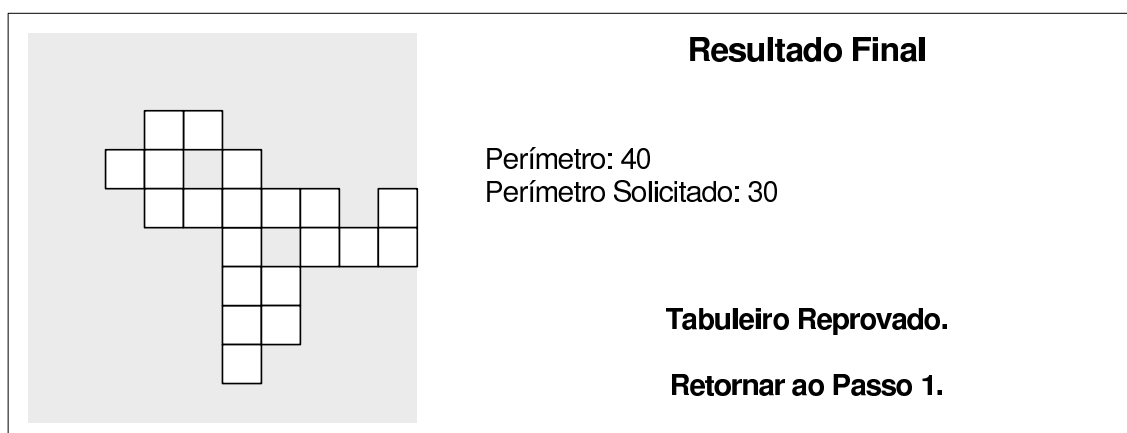 Resultado Final
Perímetro: 40
Perímetro Solicitado: 30
Tabuleiro Reprovado.
Retornar ao Passo 1.